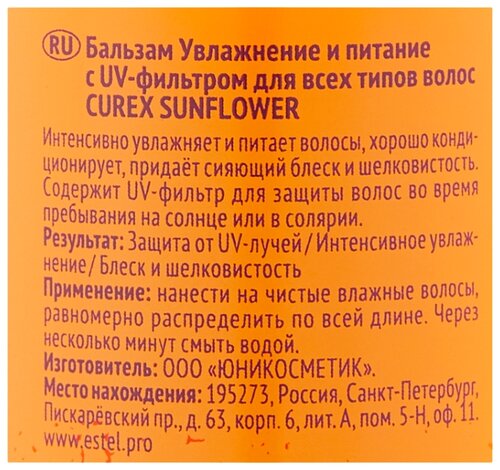 RU Бальзам Увлажнение и питание
с UV-фильтром для всех типов волос
CUREX SUNFLOWER
Интенсивно увлажняет и питает волосы, хорошо конди-
ционирует, придаёт сияющий блеск и шелковистость.
Содержит UV-фильтр для защиты волос во время
пребывания на солнце или в солярии.
Результат: Защита от UV-лучей/ Интенсивное увлаж-
нение/ Блеск и шелковистость
Применение: нанести на чистые влажные волосы,
равномерно распределить по всей длине. Через
несколько минут смыть водой.
Изготовитель: ООО «ЮНИКОСМЕТИК».
Место нахождения: 195273, Россия, Санкт-Петербург,
Пискарёвский пр., д. 63, корп. 6, лит. А, пом. 5-Н, оф. 11.
www.estel.pro